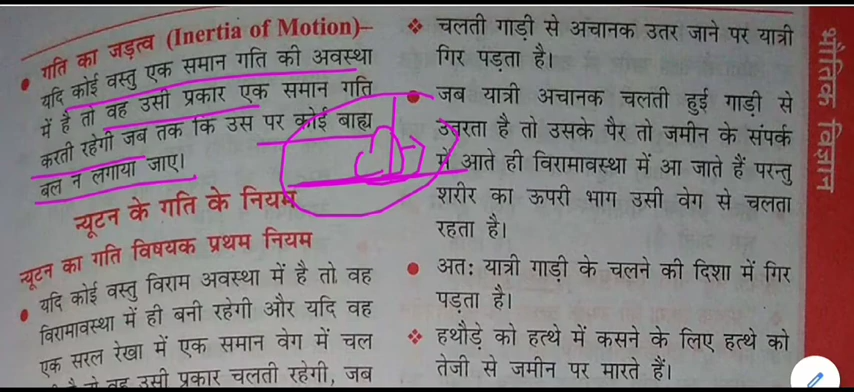 गति का जड़त्व (Inertia of Motion)–
यदि कोई वस्तु एक समान गति की अवस्था
में है तो वह उसी प्रकार एक समान गति
करती रहेगी जब तक कि उस पर कोई बाह्य
बल न लगाया जाए।
न्यूटन के गति के नियम
न्यूटन का गति विषयक प्रथम नियम
यदि कोई वस्तु विराम अवस्था में है तो वह
विरामावस्था में ही बनी रहेगी और यदि वह
एक सरल रेखा में एक समान वेग में चल
तो वह उसी प्रकार चलती रहेगी, जब
चलती गाड़ी से अचानक उतर जाने पर यात्री
गिर पड़ता है।
जब यात्री अचानक चलती हुई गाड़ी से
उतरता है तो उसके पैर तो जमीन के संपर्क
में आते ही विरामावस्था में आ जाते हैं परन्तु
शरीर का ऊपरी भाग उसी वेग से चलता
रहता है।
अतः यात्री गाड़ी के चलने की दिशा में गिर
पड़ता है।
हथौड़े को हत्थे में कसने के लिए हत्थे को
तेजी से जमीन पर मारते हैं।
भौतिक विज्ञान